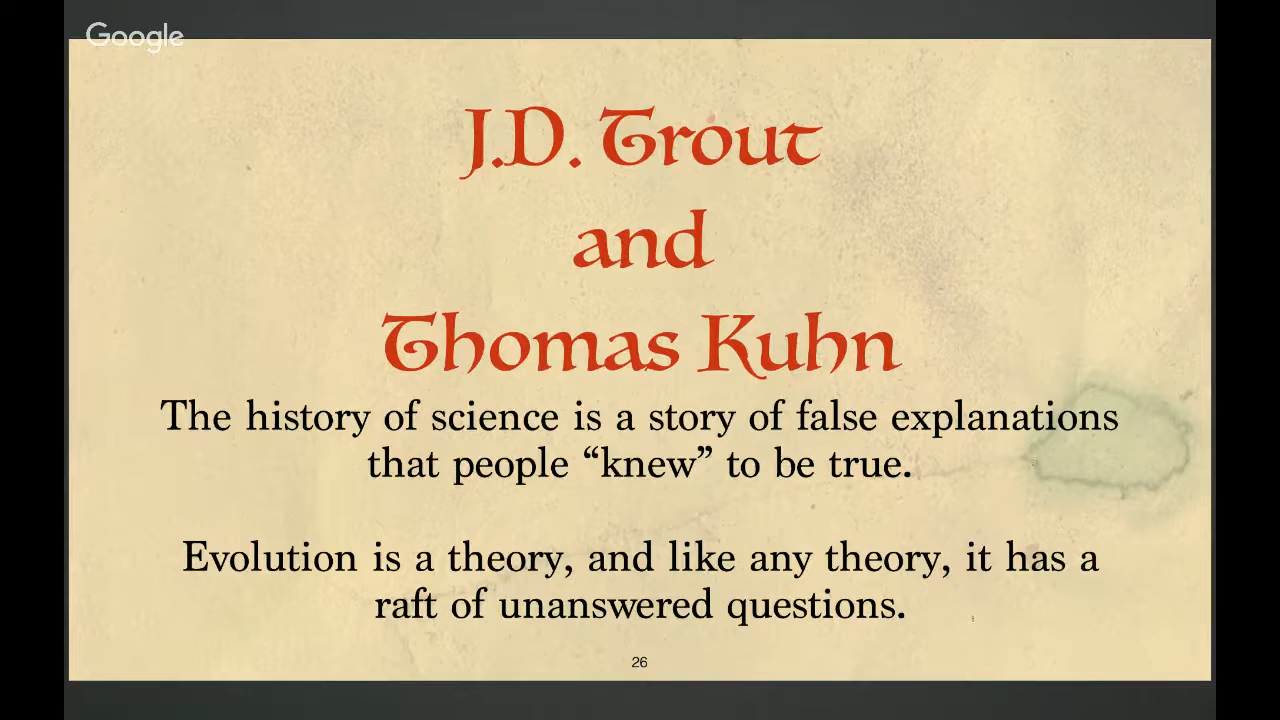 Google
J.D. Trout
and
Thomas Kuhn
The history of science is a story of false explanations
that people “knew” to be true.
Evolution is a theory, and like any theory, it has a
raft of unanswered questions.
26